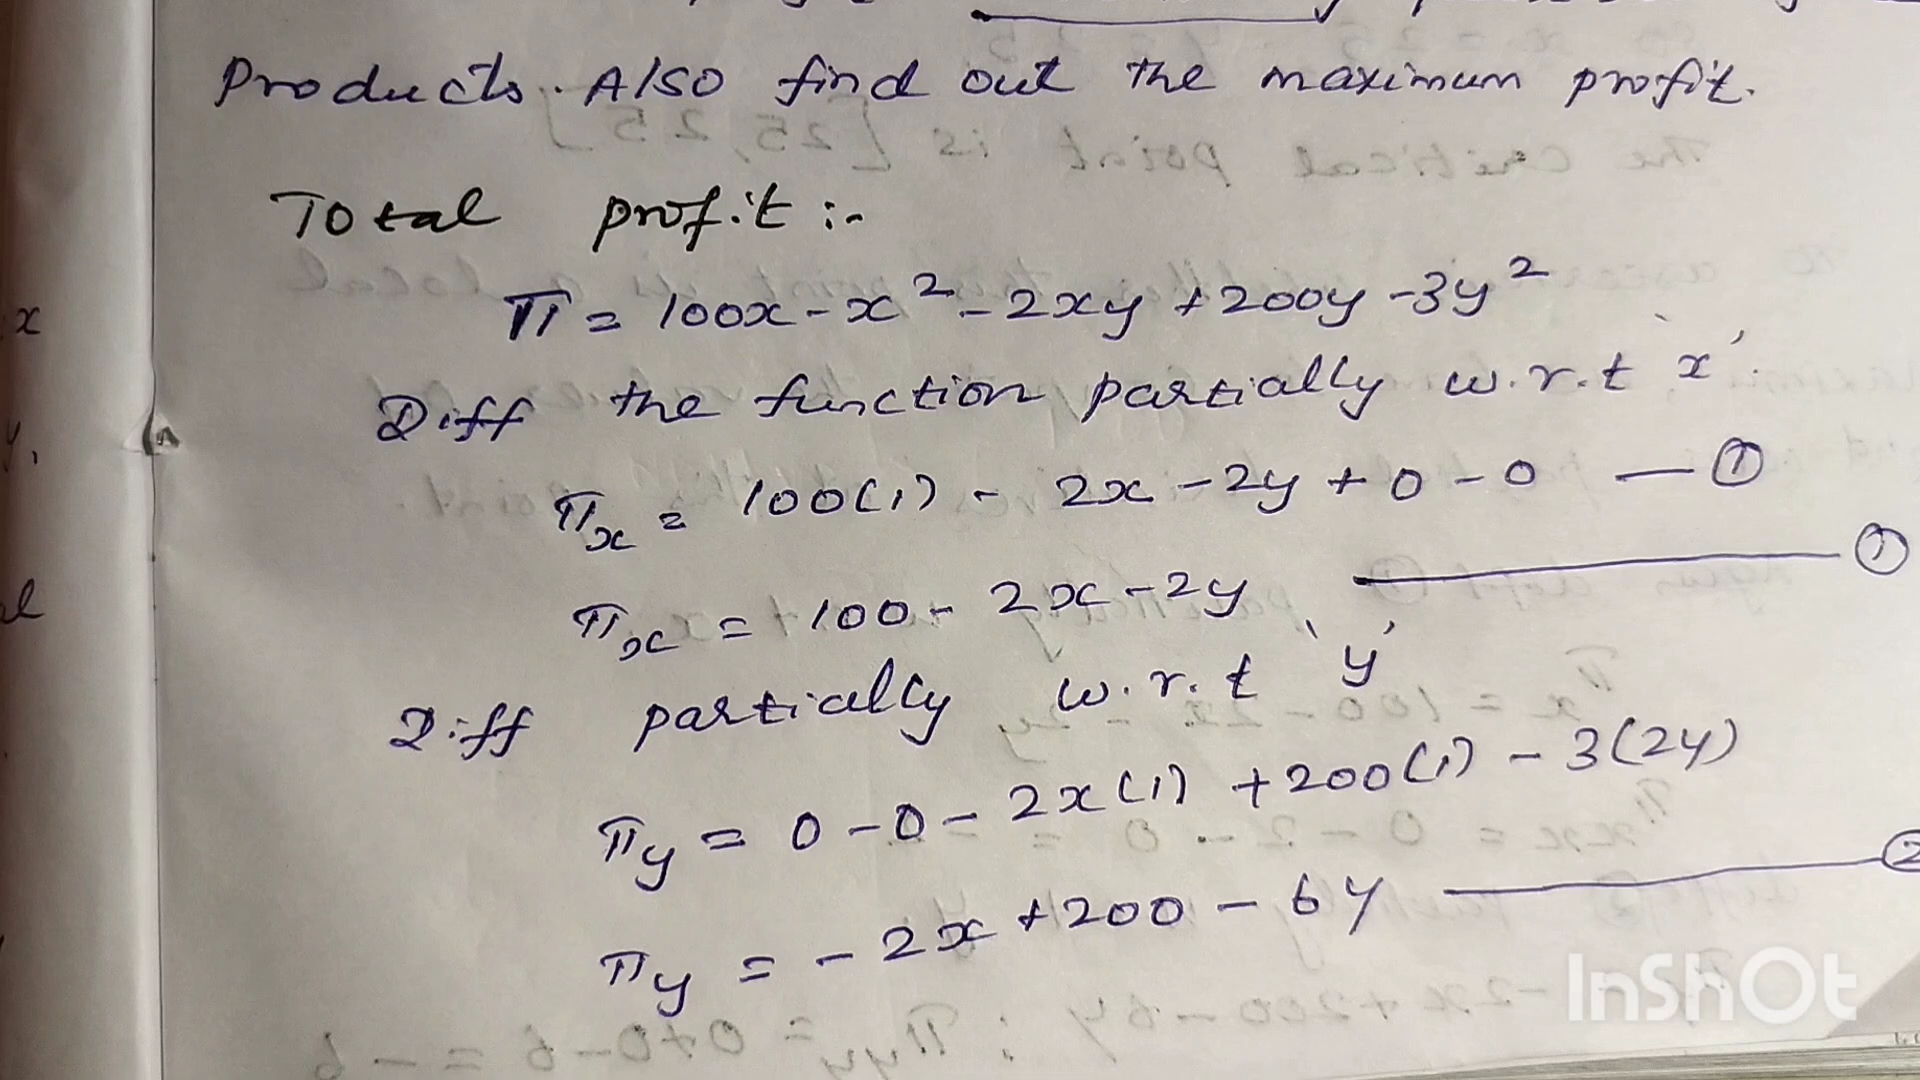 Products. Also find out the maximum profit.
Total profit :-
π = 100x - x² - 2xy + 200y - 3y²
Diff the function partially w.r.t 'x'.
πx = 100(1) - 2x - 2y + 0 - 0 — ①
πx = 100 - 2x - 2y — ①
Diff partially w.r.t 'y'
πy = 0 - 0 - 2x(1) + 200(1) - 3(2y)
πy = - 2x + 200 - 6y — ②
InShOt